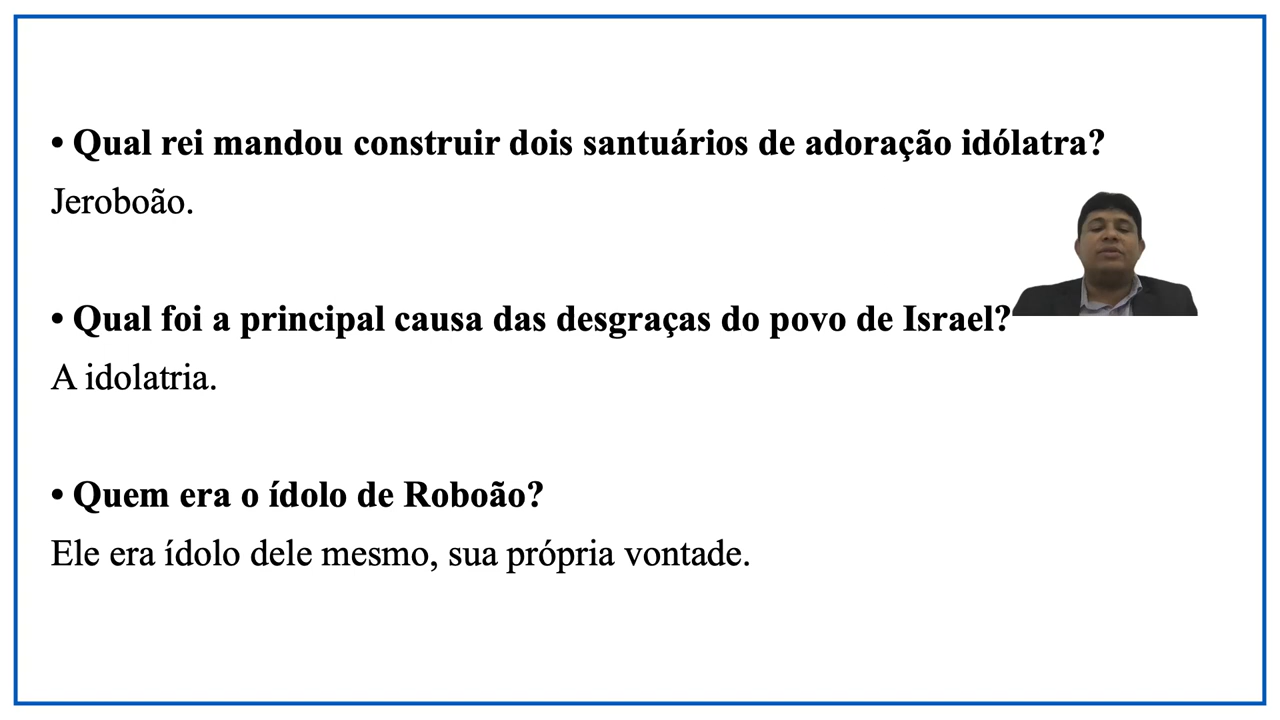 • Qual rei mandou construir dois santuários de adoração idólatra?
Jeroboão.
• Qual foi a principal causa das desgraças do povo de Israel?
A idolatria.
• Quem era o ídolo de Roboão?
Ele era ídolo dele mesmo, sua própria vontade.